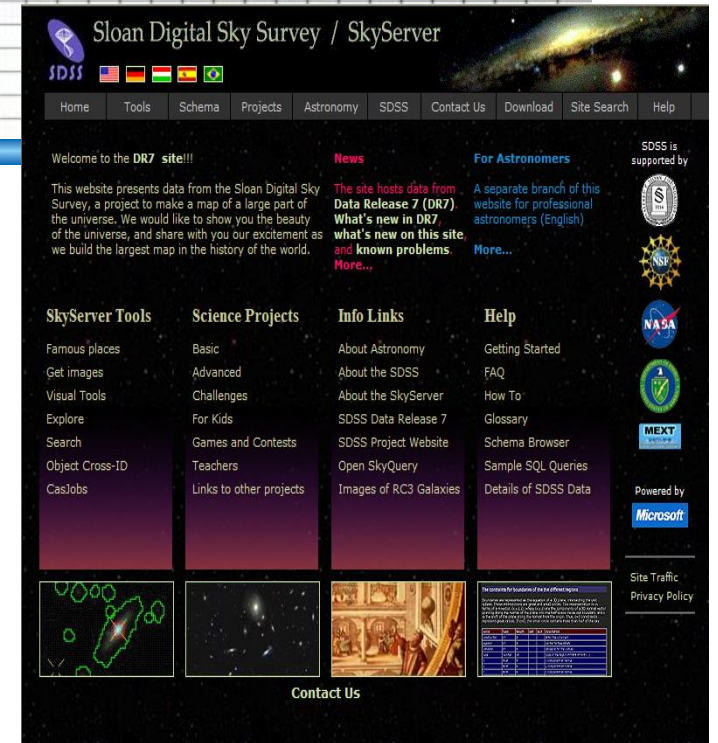 Sloan Digital Sky Survey / SkyServer
SDSS
Home Tools Schema Projects Astronomy SDSS Contact Us Download Site Search Help
Welcome to the DR7 site!!!
This website presents data from the Sloan Digital Sky
Survey, a project to make a map of a large part of
the universe. We would like to show you the beauty
of the universe, and share with you our excitement as
we build the largest map in the history of the world.
News
The site hosts data from
Data Release 7 (DR7).
What's new in DR7,
what's new on this site,
and known problems.
More...
For Astronomers
A separate branch of this
website for professional
astronomers (English)
More...
SDSS is
supported by
NSF
NASA
MEXT
Powered by
Microsoft
Site Traffic
Privacy Policy
SkyServer Tools
Famous places
Get images
Visual Tools
Explore
Search
Object Cross-ID
CasJobs
Science Projects
Basic
Advanced
Challenges
For Kids
Games and Contests
Teachers
Links to other projects
Info Links
About Astronomy
About the SDSS
About the SkyServer
SDSS Data Release 7
SDSS Project Website
Open SkyQuery
Images of RC3 Galaxies
Help
Getting Started
FAQ
How To
Glossary
Schema Browser
Sample SQL Queries
Details of SDSS Data
Contact Us